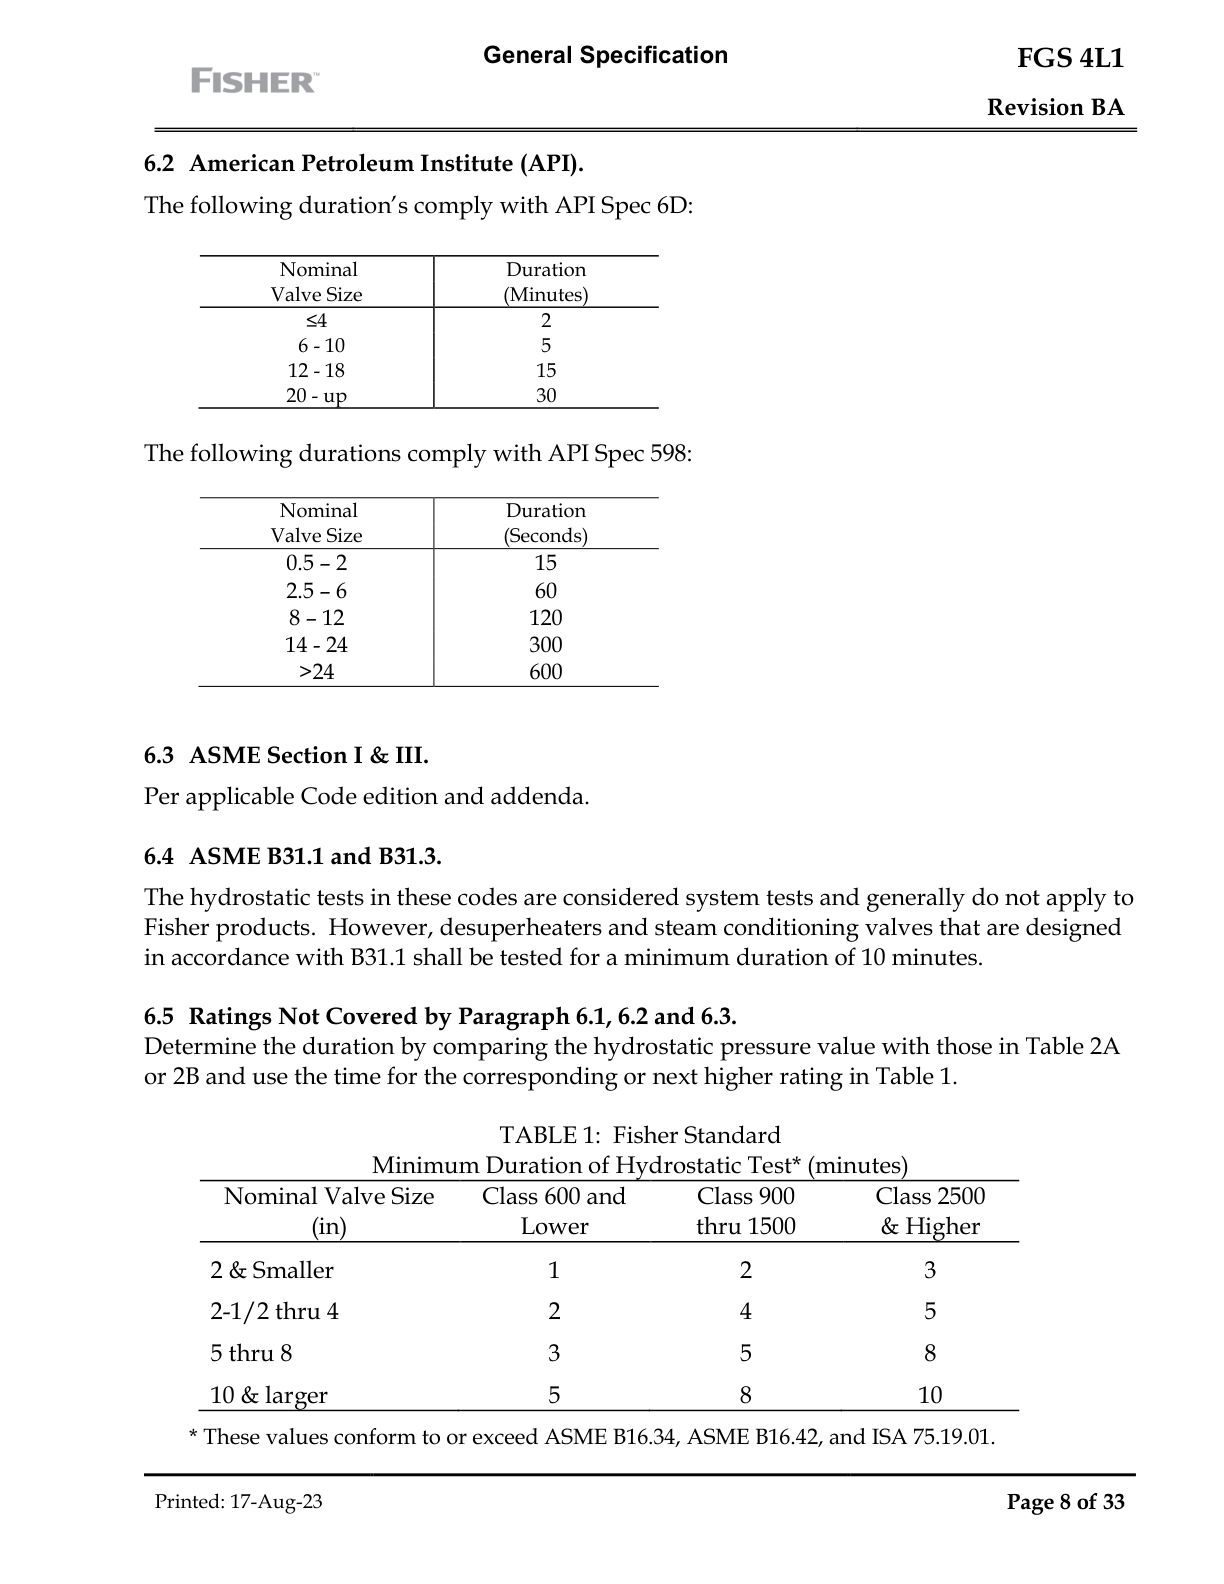 General Specification
FGS 4L1
FISHER™
Revision BA
6.2 American Petroleum Institute (API).
The following duration’s comply with API Spec 6D:
Nominal Duration
Valve Size (Minutes)
≤4 2
6 - 10 5
12 - 18 15
20 - up 30
The following durations comply with API Spec 598:
Nominal Duration
Valve Size (Seconds)
0.5 – 2 15
2.5 – 6 60
8 – 12 120
14 - 24 300
>24 600
6.3 ASME Section I & III.
Per applicable Code edition and addenda.
6.4 ASME B31.1 and B31.3.
The hydrostatic tests in these codes are considered system tests and generally do not apply to
Fisher products. However, desuperheaters and steam conditioning valves that are designed
in accordance with B31.1 shall be tested for a minimum duration of 10 minutes.
6.5 Ratings Not Covered by Paragraph 6.1, 6.2 and 6.3.
Determine the duration by comparing the hydrostatic pressure value with those in Table 2A
or 2B and use the time for the corresponding or next higher rating in Table 1.
TABLE 1: Fisher Standard
Minimum Duration of Hydrostatic Test* (minutes)
Nominal Valve Size Class 600 and Class 900 Class 2500
(in) Lower thru 1500 & Higher
2 & Smaller 1 2 3
2-1/2 thru 4 2 4 5
5 thru 8 3 5 8
10 & larger 5 8 10
* These values conform to or exceed ASME B16.34, ASME B16.42, and ISA 75.19.01.
Printed: 17-Aug-23 Page 8 of 33